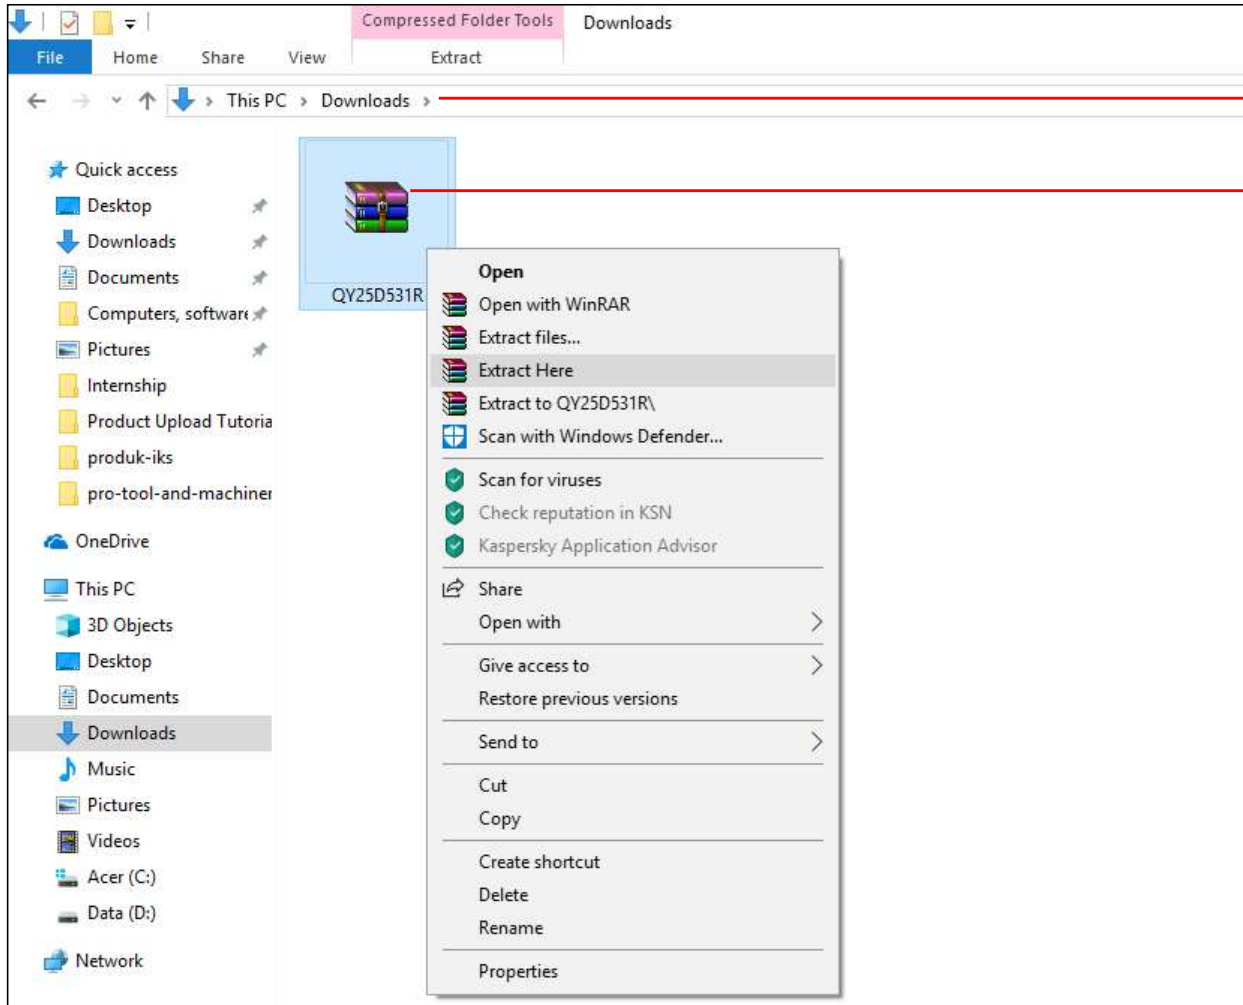 Compressed Folder Tools
Downloads
File
Home
Share
View
Extract
This PC
Downloads
Quick access
Desktop
Downloads
Documents
Computers, software
Pictures
Internship
Product Upload Tutoria
produk-iks
pro-tool-and-machiner
OneDrive
This PC
3D Objects
Desktop
Documents
Downloads
Music
Pictures
Videos
Acer (C:)
Data (D:)
Network
QY25D531R
Open
Open with WinRAR
Extract files...
Extract Here
Extract to QY25D531R\
Scan with Windows Defender...
Scan for viruses
Check reputation in KSN
Kaspersky Application Advisor
Share
Open with
Give access to
Restore previous versions
Send to
Cut
Copy
Create shortcut
Delete
Rename
Properties